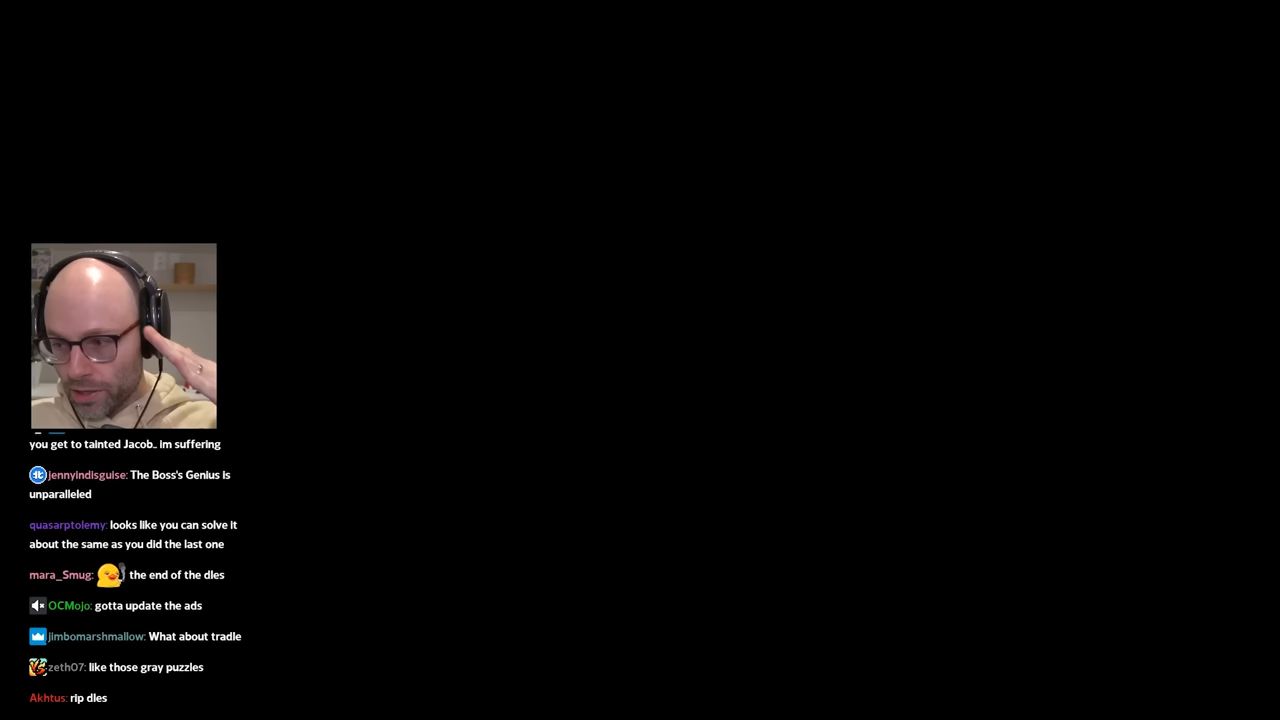 you get to tainted Jacob.. im suffering
jennyindisguise: The Boss's Genius is
unparalleled
quasarptolemy: looks like you can solve it
about the same as you did the last one
mara_Smug: the end of the dles
OCMojo: gotta update the ads
jimbomarshmallow: What about tradle
zeth07: like those gray puzzles
Akhtus: rip dles